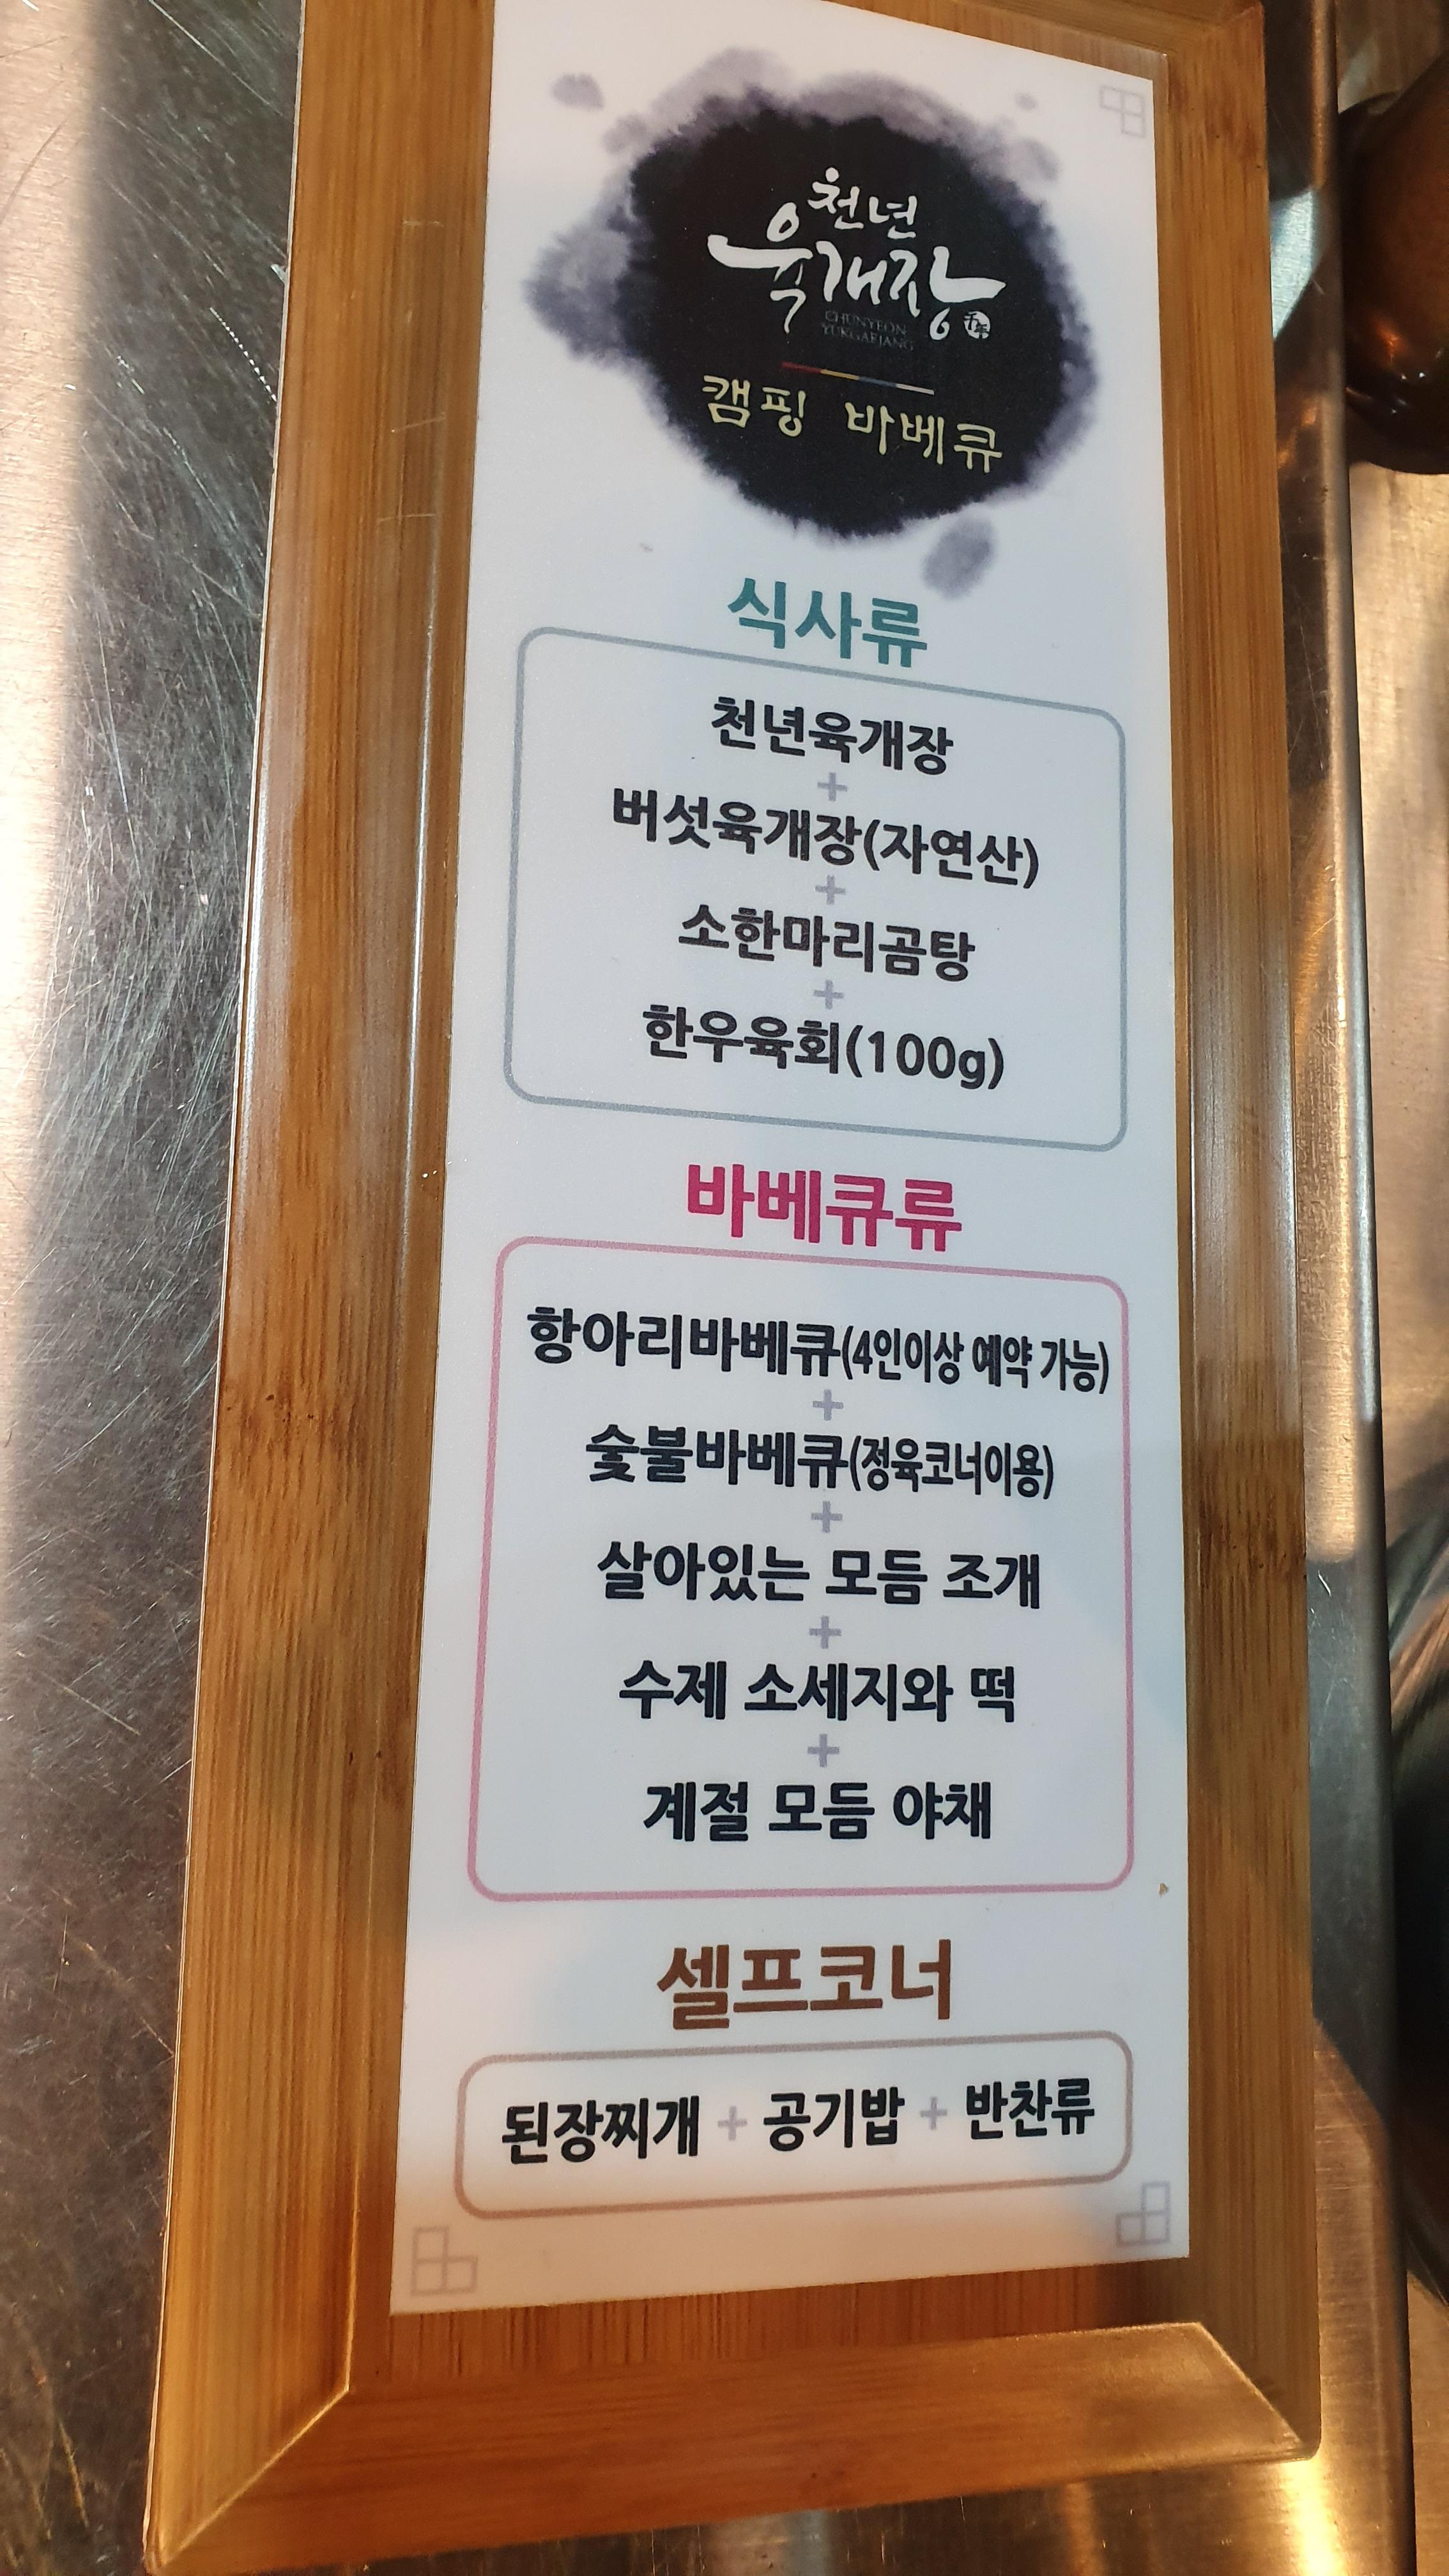 천년
육개장
CHUNYEON
YUKGAEJANG
千年
캠핑 바베큐
식사류
천년육개장
+
버섯육개장(자연산)
+
소한마리곰탕
+
한우육회(100g)
바베큐류
항아리바베큐(4인이상 예약 가능)
+
숯불바베큐(정육코너이용)
+
살아있는 모듬 조개
+
수제 소세지와 떡
+
계절 모듬 야채
셀프코너
된장찌개 + 공기밥 + 반찬류